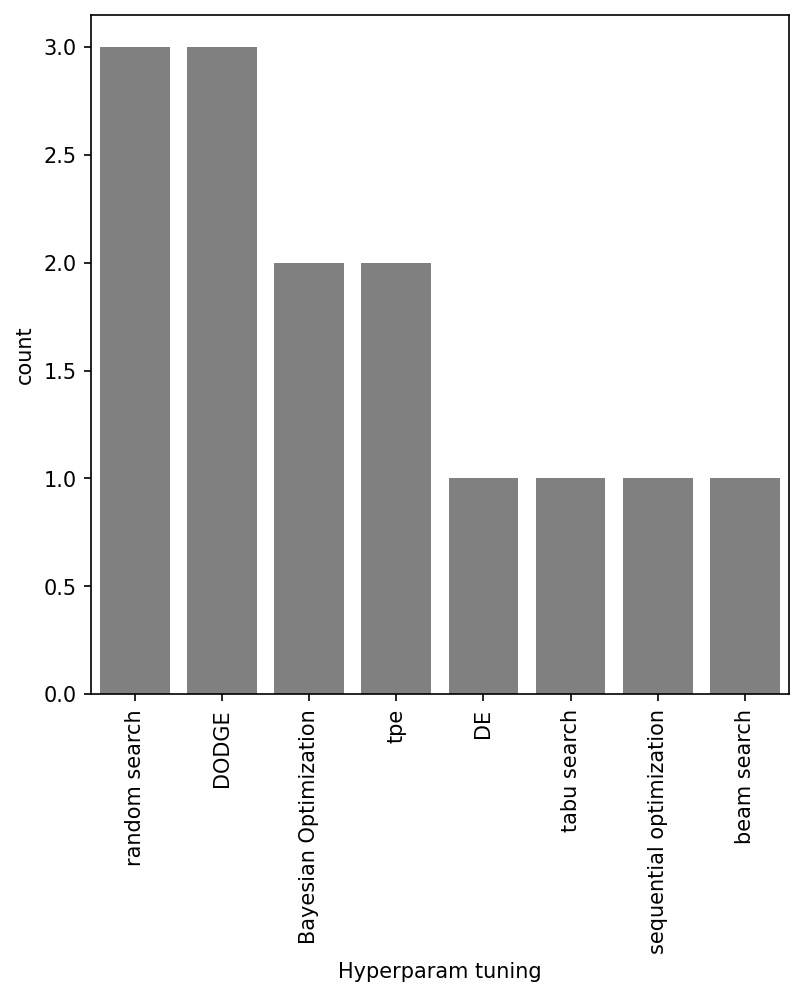 3.0
2.5
2.0
1.5
1.0
0.5
0.0
count
random search
DODGE
Bayesian Optimization
tpe
DE
tabu search
sequential optimization
beam search
Hyperparam tuning